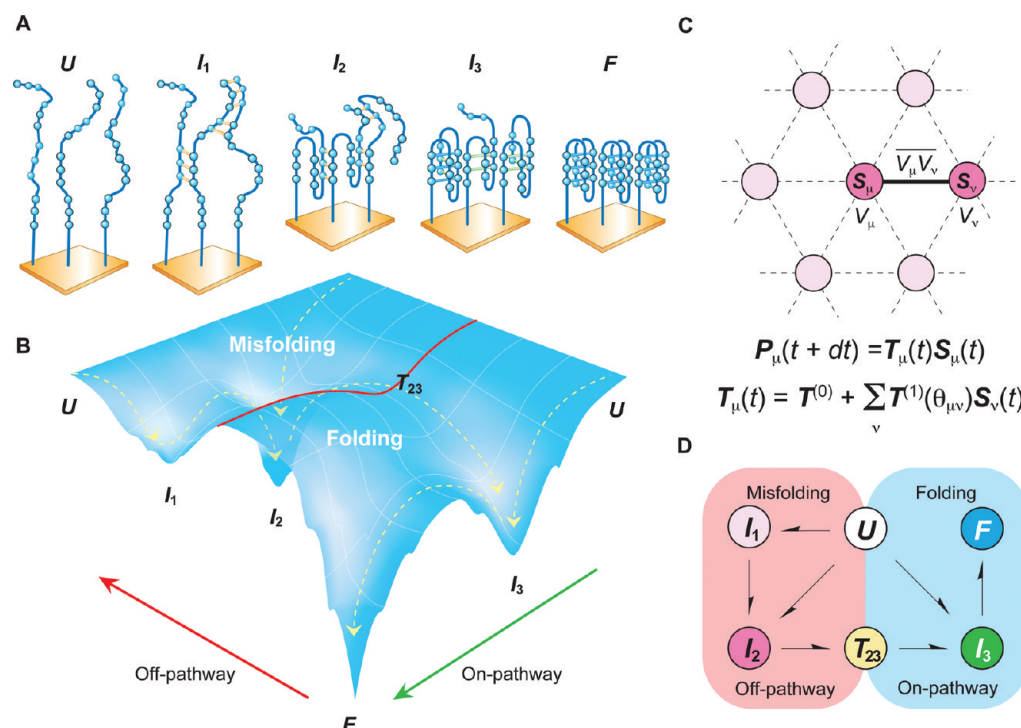 A
U I₁ I₂ I₃ F
B
Misfolding
T₂₃
Folding
U
U
I₁
I₂
I₃
Off-pathway
On-pathway
F
C
V̅μ̅V̅ν̅
Sμ Sν
Vμ Vν
Pμ(t + dt) =Tμ(t)Sμ(t)
Tμ(t) = T⁽⁰⁾ + ∑ T⁽¹⁾(θμν)Sν(t)
ν
D
Misfolding Folding
I₁ U F
I₂ T₂₃ I₃
Off-pathway On-pathway